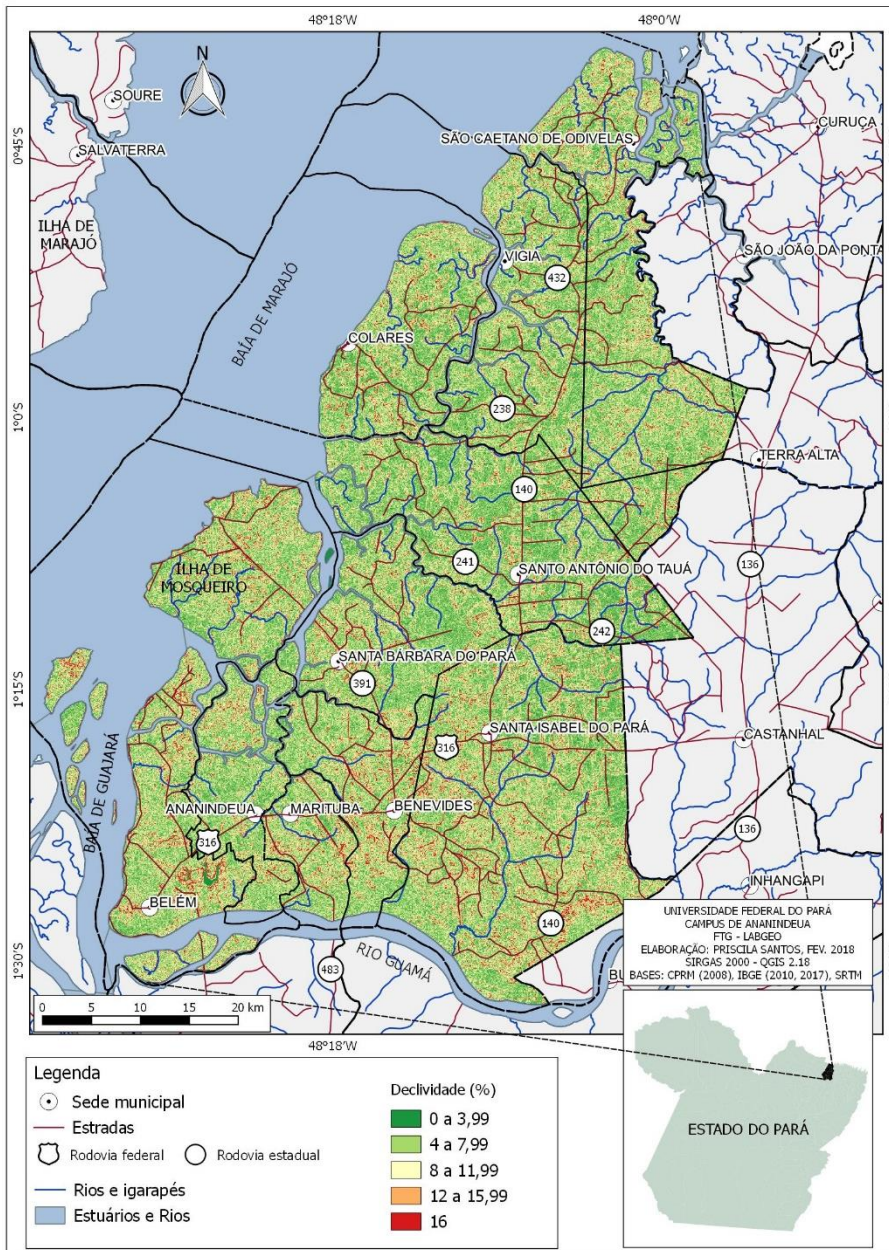 48°18'W
48°0'W
N
SOURE
CURUÇA
SÃO CAETANO DE ODIVELAS
0°45'S
SALVATERRA
ILHA DE
MARAJÓ
SÃO JOÃO DA PONTA
VIGIA
432
BAÍA DE MARAJÓ
COLARES
238
1°0'S
TERRA ALTA
140
241
136
ILHA DE
MOSQUEIRO
SANTO ANTÔNIO DO TAUÁ
242
SANTA BÁRBARA DO PARÁ
391
1°15'S
SANTA ISABEL DO PARÁ
316
CASTANHAL
BAÍA DE GUAJARÁ
ANANINDEUA
MARITUBA
BENEVIDES
316
136
INHANGAPI
BELÉM
140
RIO GUAMÁ
483
1°30'S
BU
UNIVERSIDADE FEDERAL DO PARÁ
CAMPUS DE ANANINDEUA
FTG - LABGEO
ELABORAÇÃO: PRISCILA SANTOS, FEV. 2018
SIRGAS 2000 - QGIS 2.18
BASES: CPRM (2008), IBGE (2010, 2017), SRTM
0 5 10 15 20 km
48°18'W
Legenda
Sede municipal
Estradas
Rodovia federal
Rodovia estadual
Rios e igarapés
Estuários e Rios
Declividade (%)
0 a 3,99
4 a 7,99
8 a 11,99
12 a 15,99
16
ESTADO DO PARÁ